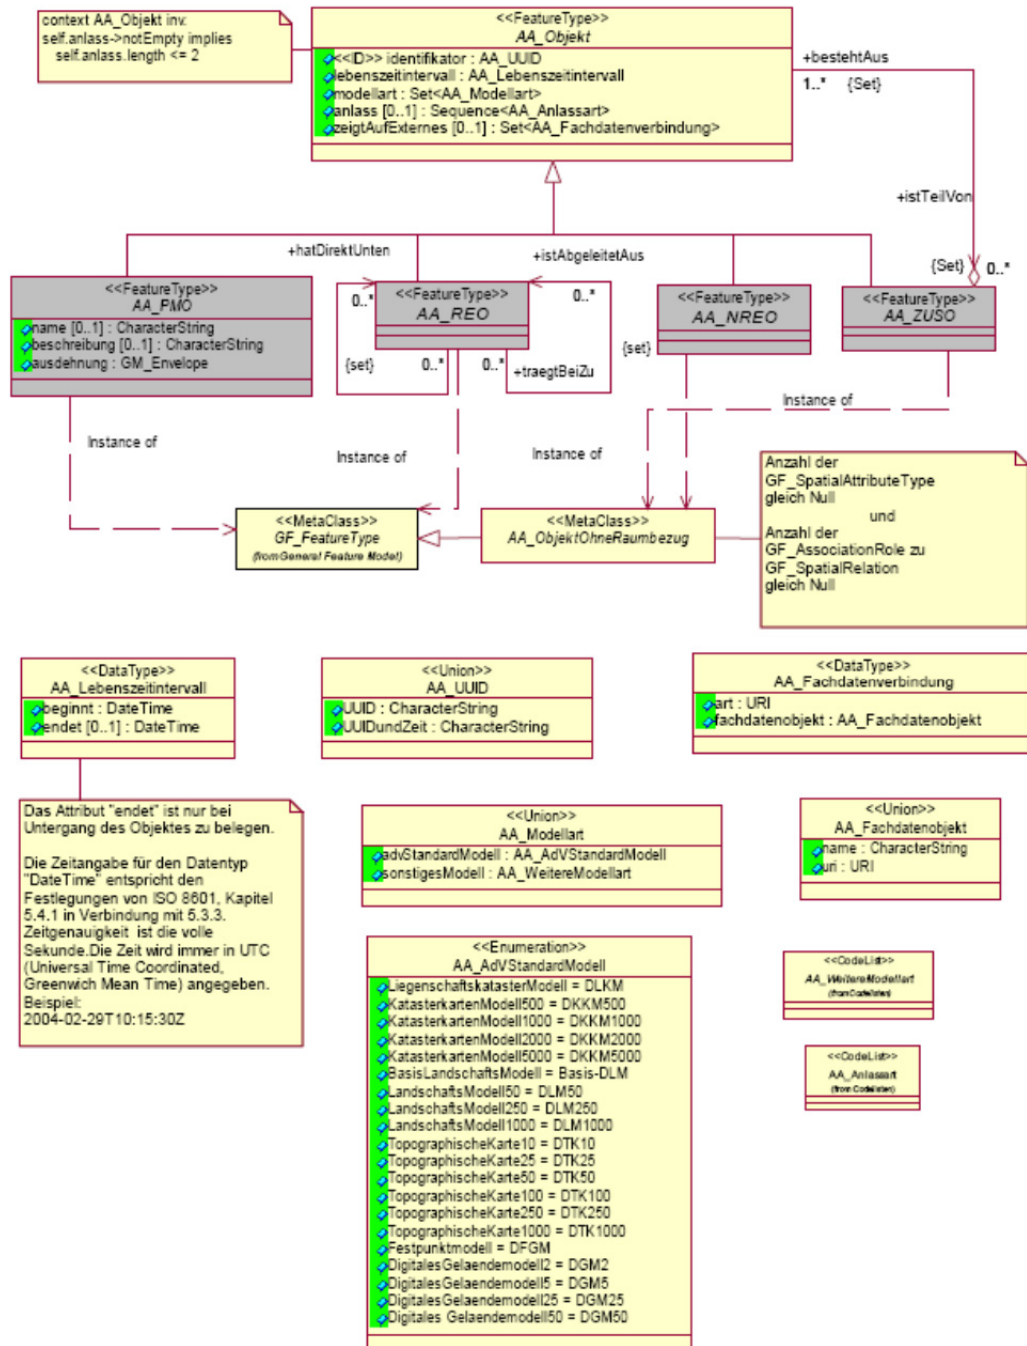 context AA_Objekt inv:
self.anlass->notEmpty implies
self.anlass.length <= 2
<<FeatureType>>
AA_Objekt
<<ID>> identifikator : AA_UUID
lebenszeitintervall : AA_Lebenszeitintervall
modellart : Set<AA_Modellart>
anlass [0..1] : Sequence<AA_Anlassart>
zeigtAufExternes [0..1] : Set<AA_Fachdatenverbindung>
+bestehtAus
1..* {Set}
+istTeilVon
{Set} 0..*
+hatDirektUnten
+istAbgeleitetAus
<<FeatureType>>
AA_PMO
name [0..1] : CharacterString
beschreibung [0..1] : CharacterString
ausdehnung : GM_Envelope
0..*
<<FeatureType>>
AA_REO
0..*
{set}
0..*
0..*
+traegtBeiZu
<<FeatureType>>
AA_NREO
{set}
<<FeatureType>>
AA_ZUSO
Instance of
Instance of
Instance of
<<MetaClass>>
GF_FeatureType
(from General Feature Model)
<<MetaClass>>
AA_ObjektOhneRaumbezug
Anzahl der
GF_SpatialAttributeType
gleich Null
und
Anzahl der
GF_AssociationRole zu
GF_SpatialRelation
gleich Null
<<DataType>>
AA_Lebenszeitintervall
beginnt : DateTime
endet [0..1] : DateTime
<<Union>>
AA_UUID
UUID : CharacterString
UUIDundZeit : CharacterString
<<DataType>>
AA_Fachdatenverbindung
art : URI
fachdatenobjekt : AA_Fachdatenobjekt
Das Attribut "endet" ist nur bei
Untergang des Objektes zu belegen.
Die Zeitangabe für den Datentyp
"DateTime" entspricht den
Festlegungen von ISO 8601, Kapitel
5.4.1 in Verbindung mit 5.3.3.
Zeitgenauigkeit ist die volle
Sekunde.Die Zeit wird immer in UTC
(Universal Time Coordinated,
Greenwich Mean Time) angegeben.
Beispiel:
2004-02-29T10:15:30Z
<<Union>>
AA_Modellart
advStandardModell : AA_AdVStandardModell
sonstigesModell : AA_WeitereModellart
<<Union>>
AA_Fachdatenobjekt
name : CharacterString
uri : URI
<<Enumeration>>
AA_AdVStandardModell
LiegenschaftskatasterModell = DLKM
KatasterkartenModell500 = DKKM500
KatasterkartenModell1000 = DKKM1000
KatasterkartenModell2000 = DKKM2000
KatasterkartenModell5000 = DKKM5000
BasisLandschaftsModell = Basis-DLM
LandschaftsModell50 = DLM50
LandschaftsModell250 = DLM250
LandschaftsModell1000 = DLM1000
TopographischeKarte10 = DTK10
TopographischeKarte25 = DTK25
TopographischeKarte50 = DTK50
TopographischeKarte100 = DTK100
TopographischeKarte250 = DTK250
TopographischeKarte1000 = DTK1000
Festpunktmodell = DFGM
DigitalesGelaendemodell2 = DGM2
DigitalesGelaendemodell5 = DGM5
DigitalesGelaendemodell25 = DGM25
Digitales Gelaendemodell50 = DGM50
<<CodeList>>
AA_WeitereModellart
(from Codelisten)
<<CodeList>>
AA_Anlassart
(from Codelisten)